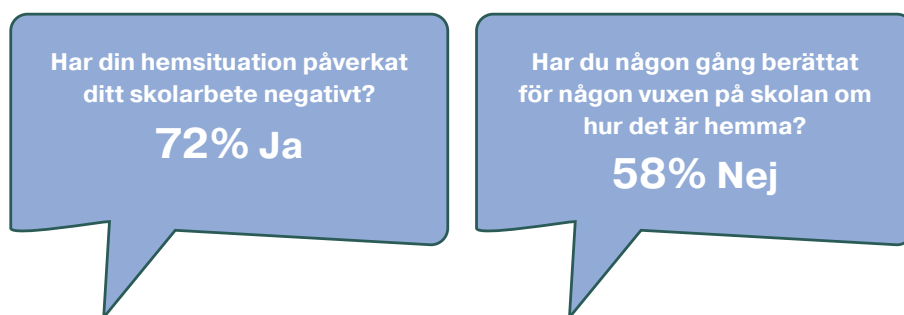 Har din hemsituation påverkat
ditt skolarbete negativt?
72% Ja
Har du någon gång berättat
för någon vuxen på skolan om
hur det är hemma?
58% Nej